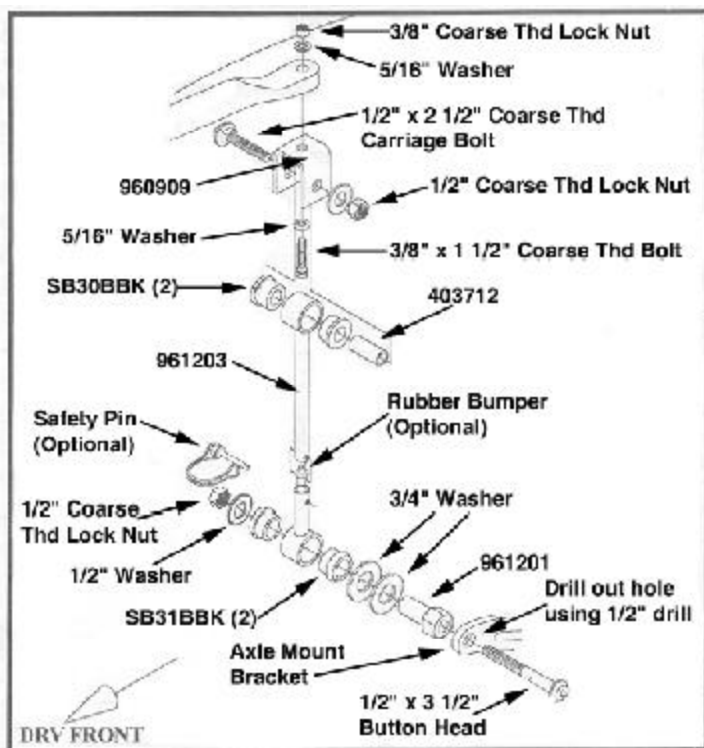 3/8" Coarse Thd Lock Nut
5/16" Washer
1/2" x 2 1/2" Coarse Thd
Carriage Bolt
960909
1/2" Coarse Thd Lock Nut
5/16" Washer
3/8" x 1 1/2" Coarse Thd Bolt
SB30BBK (2)
403712
961203
Rubber Bumper
(Optional)
Safety Pin
(Optional)
3/4" Washer
1/2" Coarse
Thd Lock Nut
961201
1/2" Washer
Drill out hole
using 1/2" drill
SB31BBK (2)
Axle Mount
Bracket
1/2" x 3 1/2"
Button Head
DRV FRONT